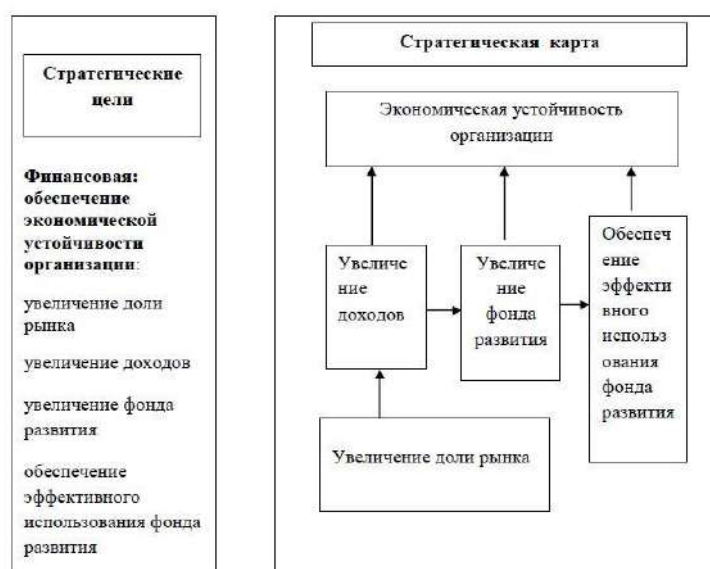 Стратегические
цели
Финансовая:
обеспечение
экономической
устойчивости
организации:
увеличение доли
рынка
увеличение доходов
увеличение фонда
развития
обеспечение
эффективного
использования фонда
развития
Стратегическая карта
Экономическая устойчивость
организации
Увеличе
ние
доходов
Увеличе
ние
фонда
развития
Обеспеч
ение
эффекти
вного
использ
ования
фонда
развития
Увеличение доли рынка